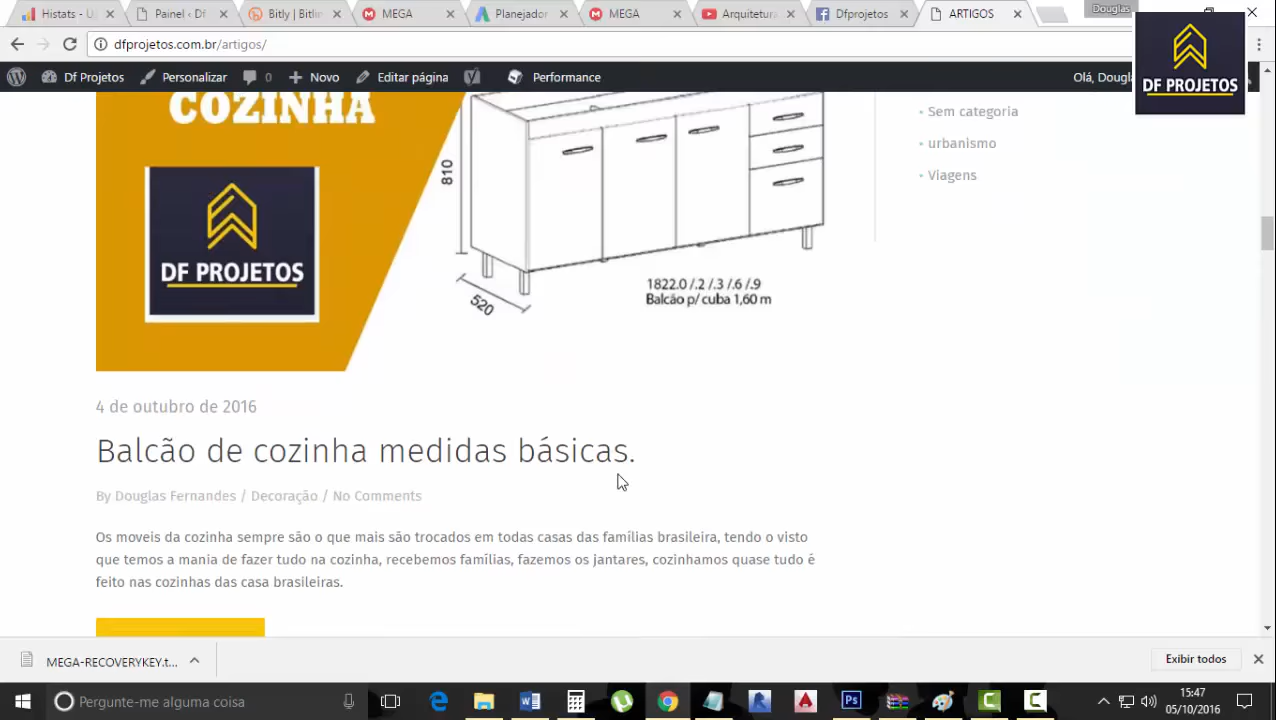 Histats - U
Painel ‹ Df
Bitly | Bitlin
MEGA
Planejador
MEGA
Arquitetura
Dfprojetos
ARTIGOS
Douglas
dfprojetos.com.br/artigos/
Df Projetos
Personalizar
0
Novo
Editar página
Performance
Olá, Dougla
DF PROJETOS
COZINHA
DF PROJETOS
810
520
1822.0 /.2 /.3 /.6 /.9
Balcão p/ cuba 1,60 m
• Sem categoria
• urbanismo
• Viagens
4 de outubro de 2016
Balcão de cozinha medidas básicas.
By Douglas Fernandes / Decoração / No Comments
Os moveis da cozinha sempre são o que mais são trocados em todas casas das famílias brasileira, tendo o visto
que temos a mania de fazer tudo na cozinha, recebemos famílias, fazemos os jantares, cozinhamos quase tudo é
feito nas cozinhas das casa brasileiras.
MEGA-RECOVERYKEY.t...
Exibir todos
Pergunte-me alguma coisa
15:47
05/10/2016